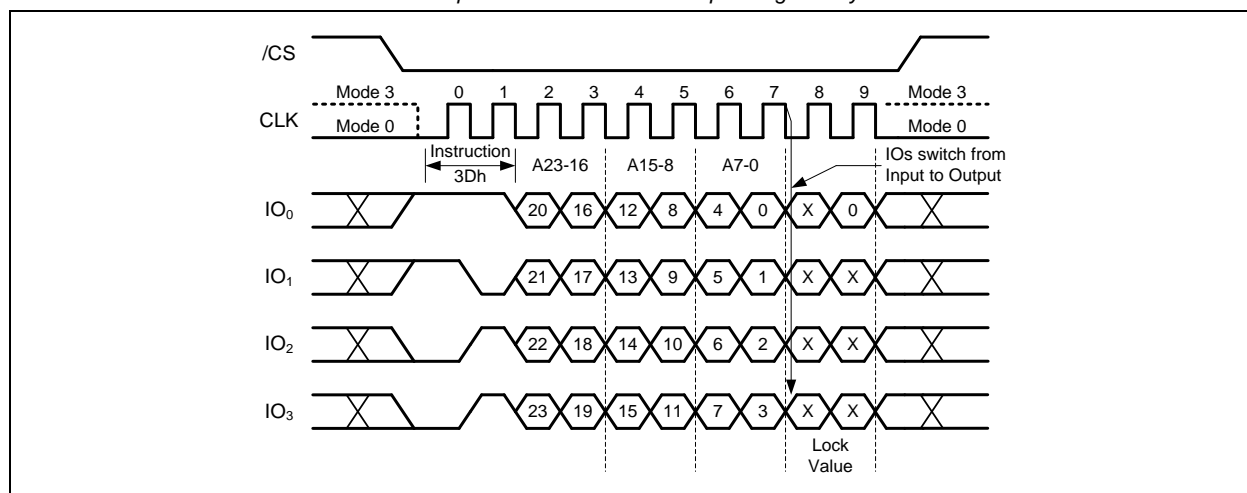 /CS
Mode 3 0 1 2 3 4 5 6 7 8 9 Mode 3
CLK
Mode 0 Mode 0
Instruction
3Dh
A23-16 A15-8 A7-0
IOs switch from
Input to Output
IO0 20 16 12 8 4 0 X 0
IO1 21 17 13 9 5 1 X X
IO2 22 18 14 10 6 2 X X
IO3 23 19 15 11 7 3 X X
Lock
Value